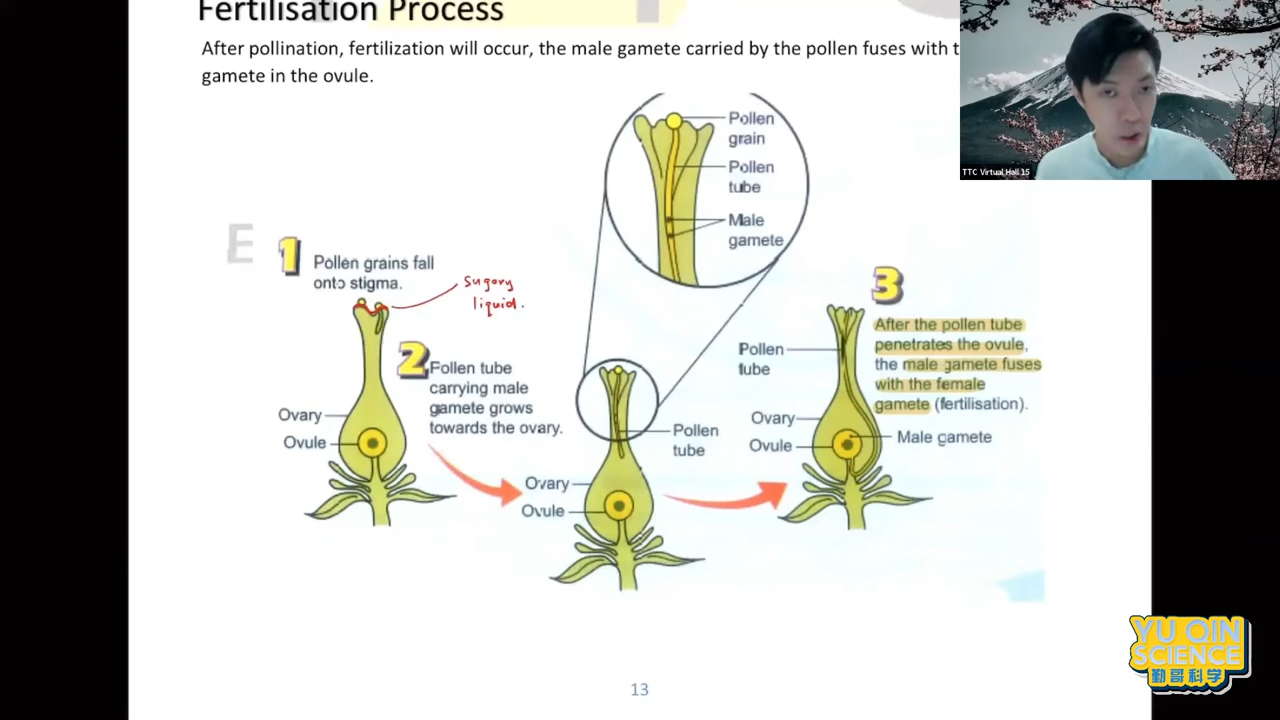 Fertilisation Process
After pollination, fertilization will occur, the male gamete carried by the pollen fuses with t
gamete in the ovule.
Pollen
grain
Pollen
tube
Male
gamete
E
1
Pollen grains fall
onto stigma.
sugary
liquid.
2
Pollen tube
carrying male
gamete grows
towards the ovary.
Ovary
Ovule
Pollen
tube
Ovary
Ovule
3
After the pollen tube
penetrates the ovule,
the male gamete fuses
with the female
gamete (fertilisation).
Pollen
tube
Ovary
Ovule
Male gamete
13
TTC Virtual Hall 15
YU QIN
SCIENCE
勤哥科学